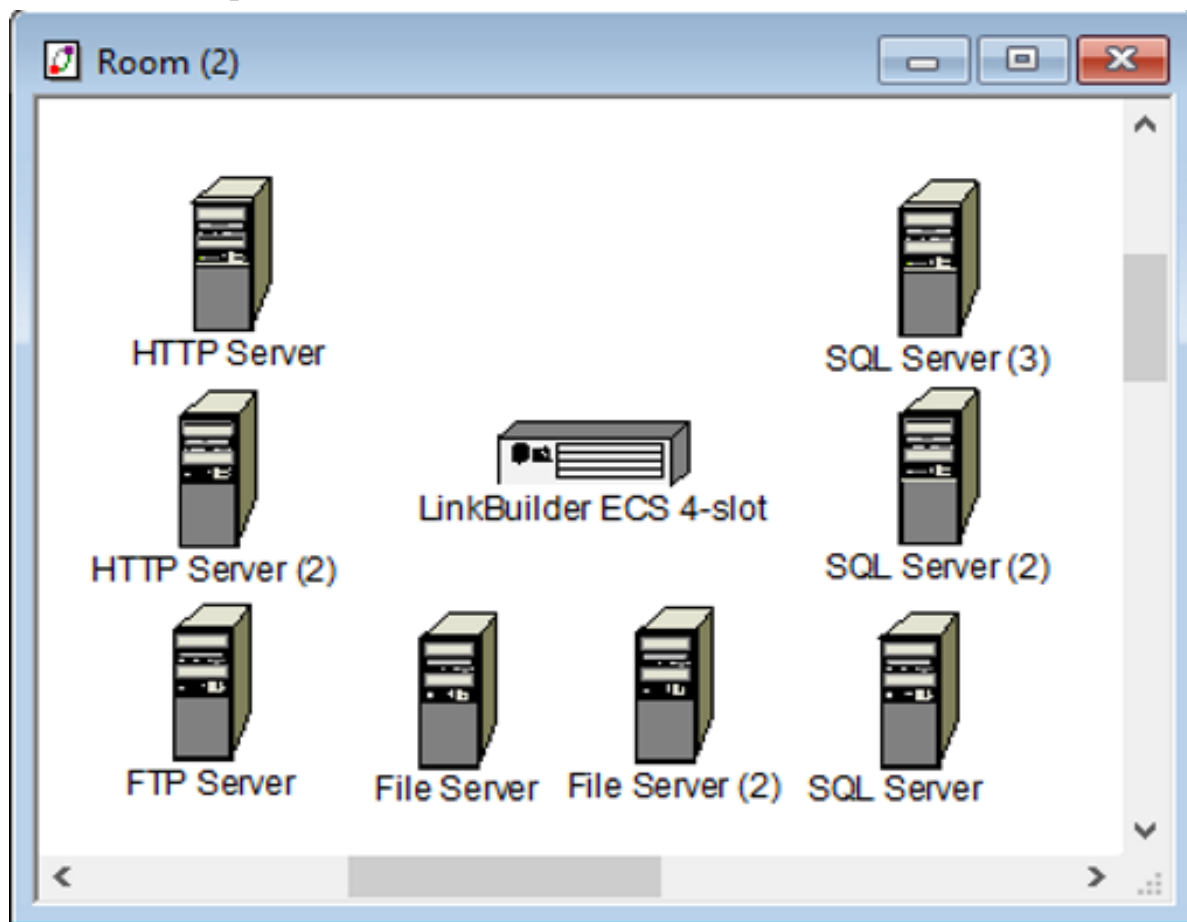 Room (2)
HTTP Server
SQL Server (3)
LinkBuilder ECS 4-slot
HTTP Server (2)
SQL Server (2)
FTP Server
File Server
File Server (2)
SQL Server